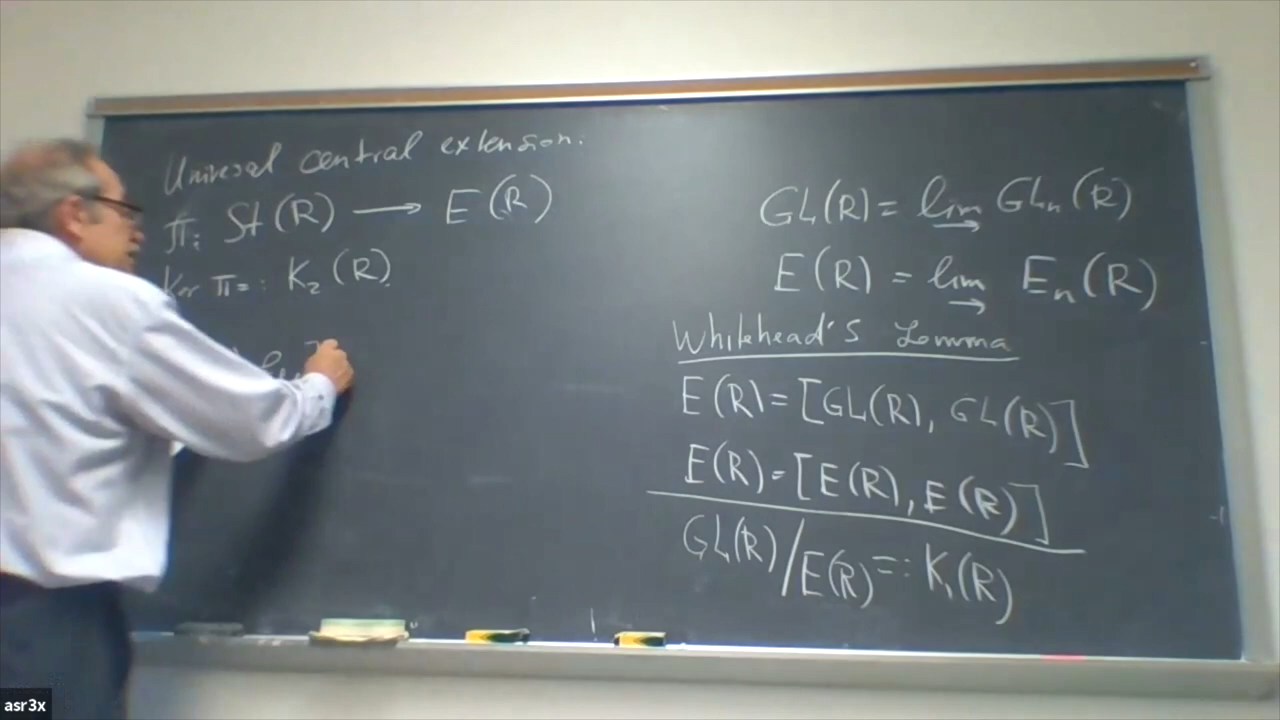 Universal central extension:
π: St(R) ⟶ E(R)
Ker π =: K₂(R).
GL(R) = lim→ GLₙ(R)
E(R) = lim→ Eₙ(R)
Whitehead's Lemma
E(R) = [GL(R), GL(R)]
E(R) = [E(R), E(R)]
GL(R)/E(R) =: K₁(R)
asr3x